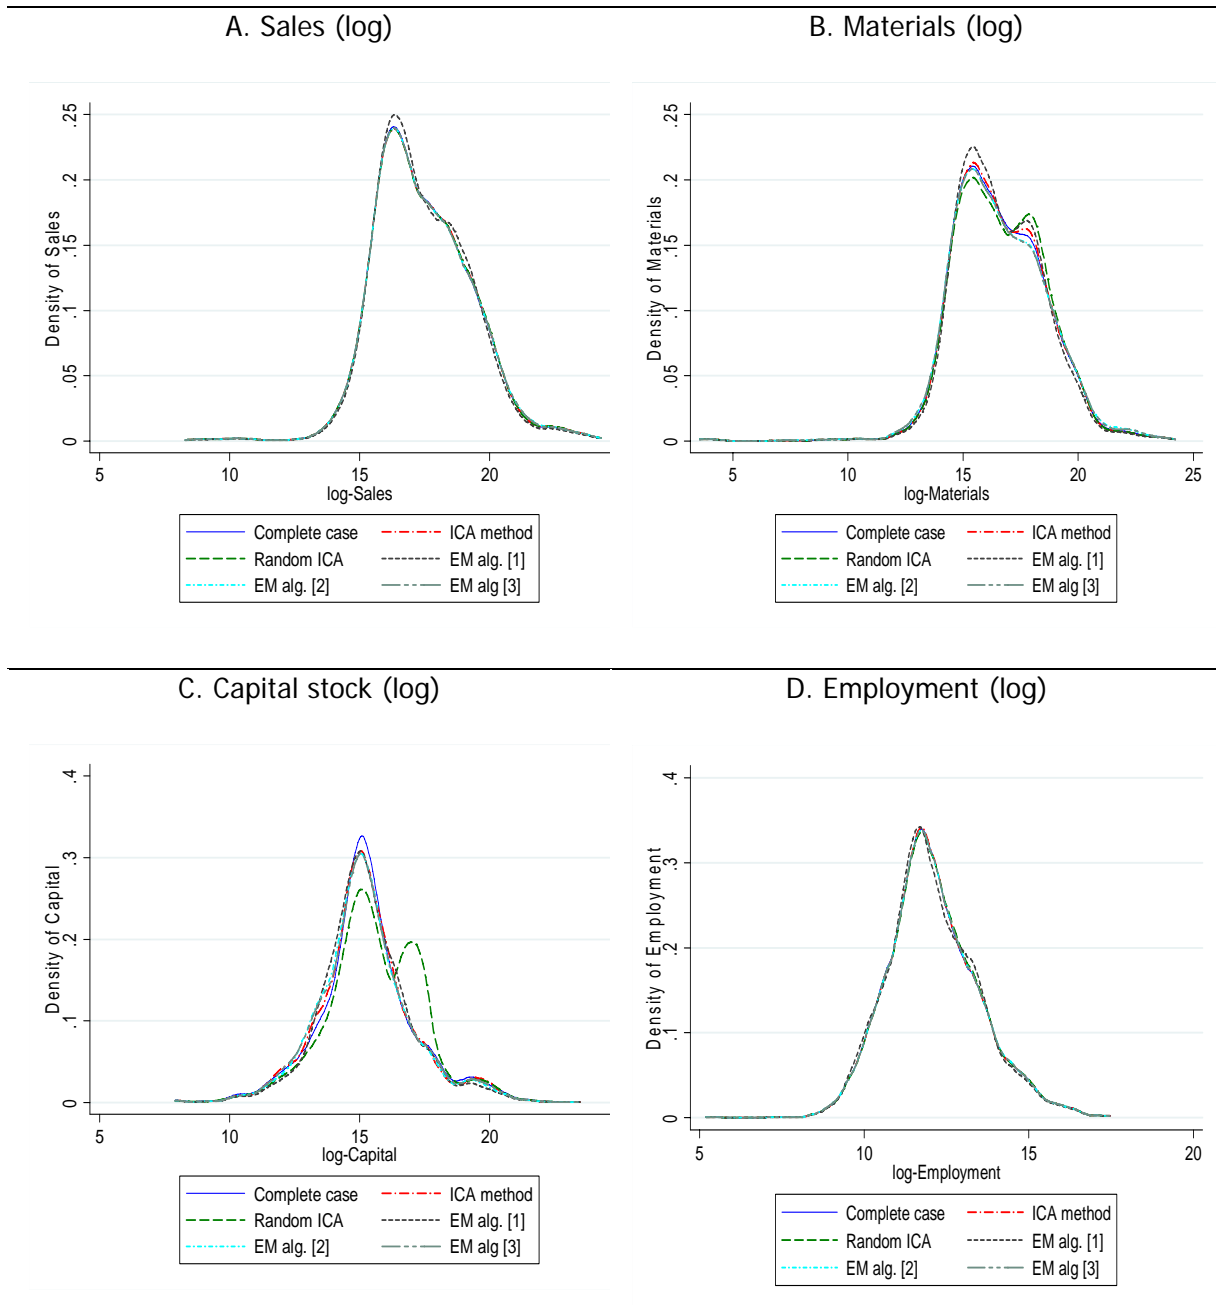 A. Sales (log)
B. Materials (log)
Density of Sales
0 .05 .1 .15 .2 .25
5 10 15 20
log-Sales
Complete case ICA method
Random ICA EM alg. [1]
EM alg. [2] EM alg [3]
Density of Materials
0 .05 .1 .15 .2 .25
5 10 15 20 25
log-Materials
Complete case ICA method
Random ICA EM alg. [1]
EM alg. [2] EM alg [3]
C. Capital stock (log)
D. Employment (log)
Density of Capital
0 .1 .2 .3 .4
5 10 15 20
log-Capital
Complete case ICA method
Random ICA EM alg. [1]
EM alg. [2] EM alg [3]
Density of Employment
0 .1 .2 .3 .4
5 10 15 20
log-Employment
Complete case ICA method
Random ICA EM alg. [1]
EM alg. [2] EM alg [3]